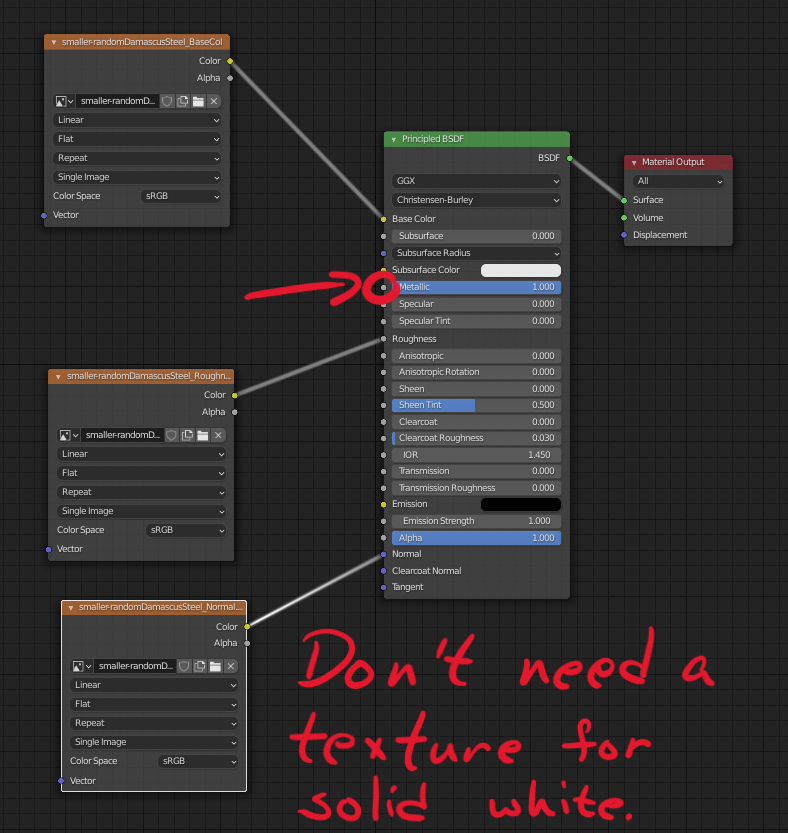 smaller-randomDamascusSteel_BaseCol
Color
Alpha
smaller-randomD...
Linear
Flat
Repeat
Single Image
Color Space sRGB
Vector
Principled BSDF
BSDF
GGX
Christensen-Burley
Base Color
Subsurface 0.000
Subsurface Radius
Subsurface Color
Metallic 1.000
Specular 0.000
Specular Tint 0.000
Roughness
Anisotropic 0.000
Anisotropic Rotation 0.000
Sheen 0.000
Sheen Tint 0.500
Clearcoat 0.000
Clearcoat Roughness 0.030
IOR 1.450
Transmission 0.000
Transmission Roughness 0.000
Emission
Emission Strength 1.000
Alpha 1.000
Normal
Clearcoat Normal
Tangent
Material Output
All
Surface
Volume
Displacement
smaller-randomDamascusSteel_Roughn...
Color
Alpha
smaller-randomD...
Linear
Flat
Repeat
Single Image
Color Space sRGB
Vector
smaller-randomDamascusSteel_Normal...
Color
Alpha
smaller-randomD...
Linear
Flat
Repeat
Single Image
Color Space sRGB
Vector
Don't need a
texture for
solid white.